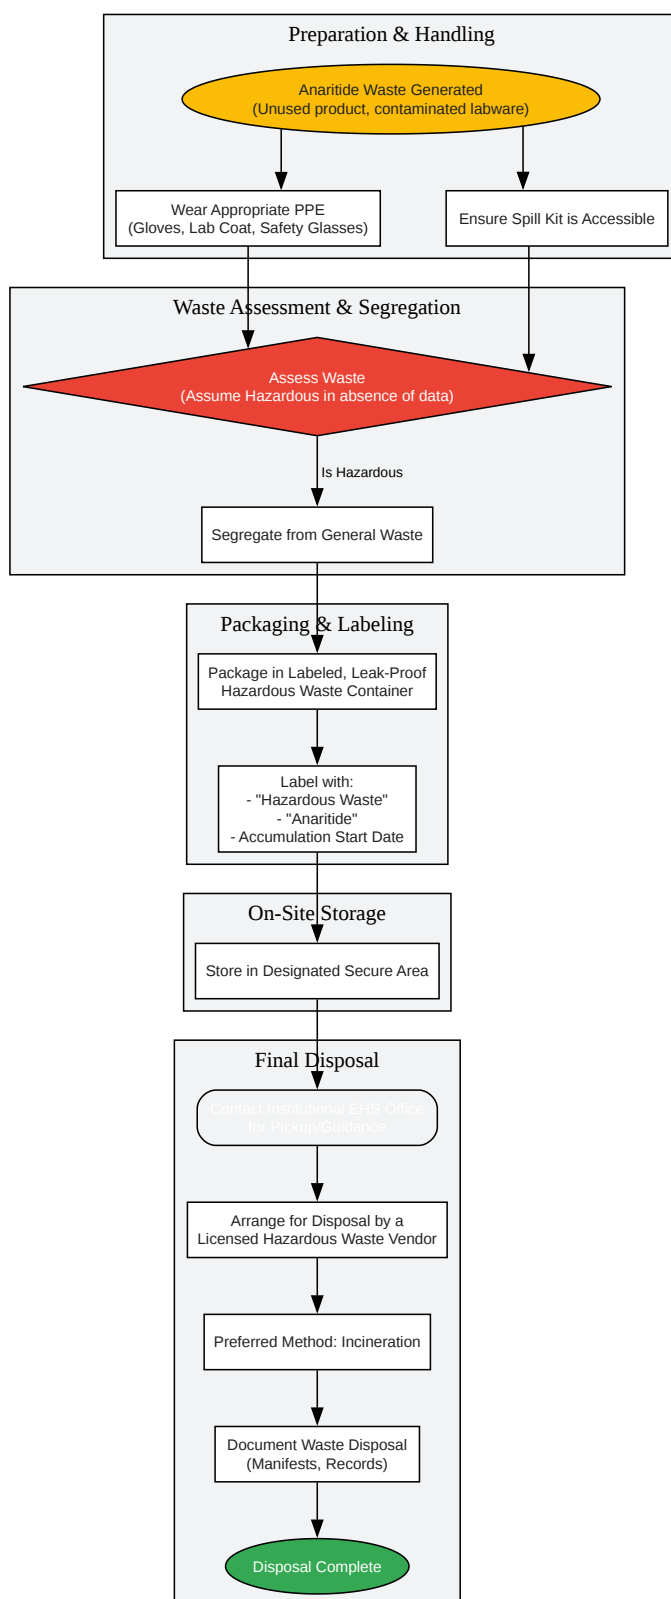 Preparation & Handling
Anaritide Waste Generated
(Unused product, contaminated labware)
Wear Appropriate PPE
(Gloves, Lab Coat, Safety Glasses)
Ensure Spill Kit is Accessible
Waste Assessment & Segregation
Assess Waste
(Assume Hazardous in absence of data)
Is Hazardous
Segregate from General Waste
Packaging & Labeling
Package in Labeled, Leak-Proof
Hazardous Waste Container
Label with:
- "Hazardous Waste"
- "Anaritide"
- Accumulation Start Date
On-Site Storage
Store in Designated Secure Area
Final Disposal
Contact Institutional EHS Office
for Pickup/Guidance
Arrange for Disposal by a
Licensed Hazardous Waste Vendor
Preferred Method: Incineration
Document Waste Disposal
(Manifests, Records)
Disposal Complete